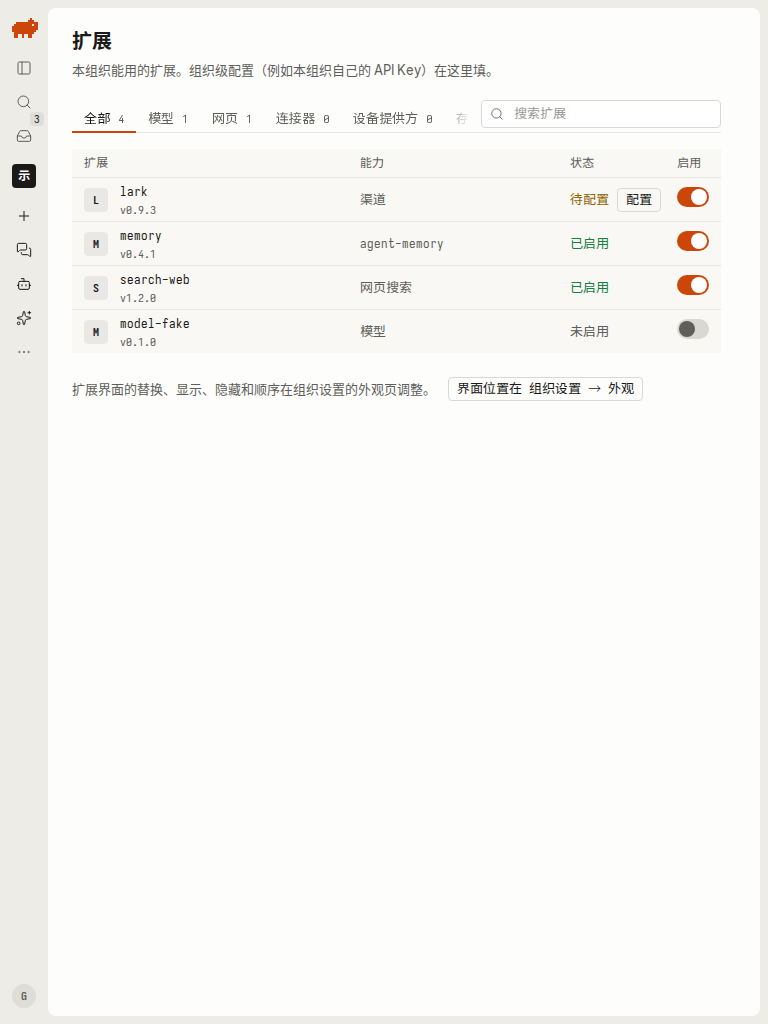 扩展
本组织能用的扩展。组织级配置（例如本组织自己的 API Key）在这里填。
全部 4 模型 1 网页 1 连接器 0 设备提供方 0 存
搜索扩展
3
示
扩展 能力 状态 启用
L lark 渠道 待配置 配置
v0.9.3
M memory agent-memory 已启用
v0.4.1
S search-web 网页搜索 已启用
v1.2.0
M model-fake 模型 未启用
v0.1.0
扩展界面的替换、显示、隐藏和顺序在组织设置的外观页调整。 界面位置在 组织设置 → 外观
G